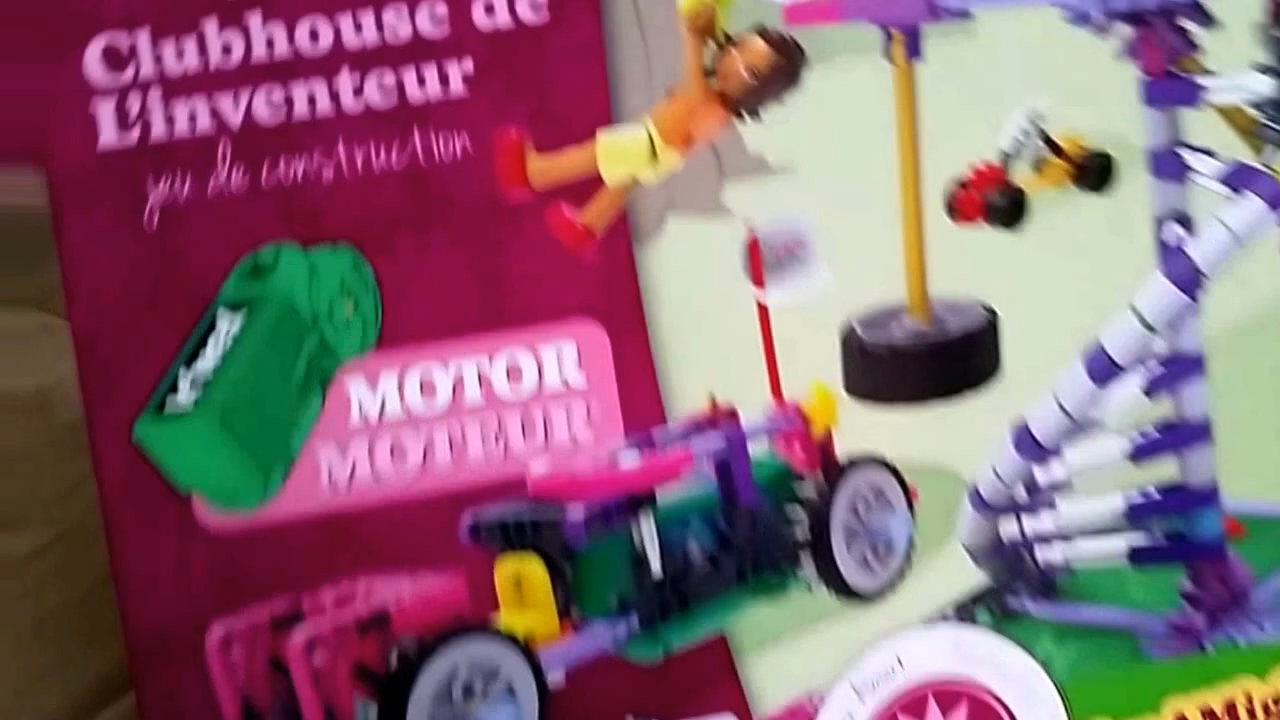 Clubhouse de
L'inventeur
jeu de construction
MOTOR
MOTEUR